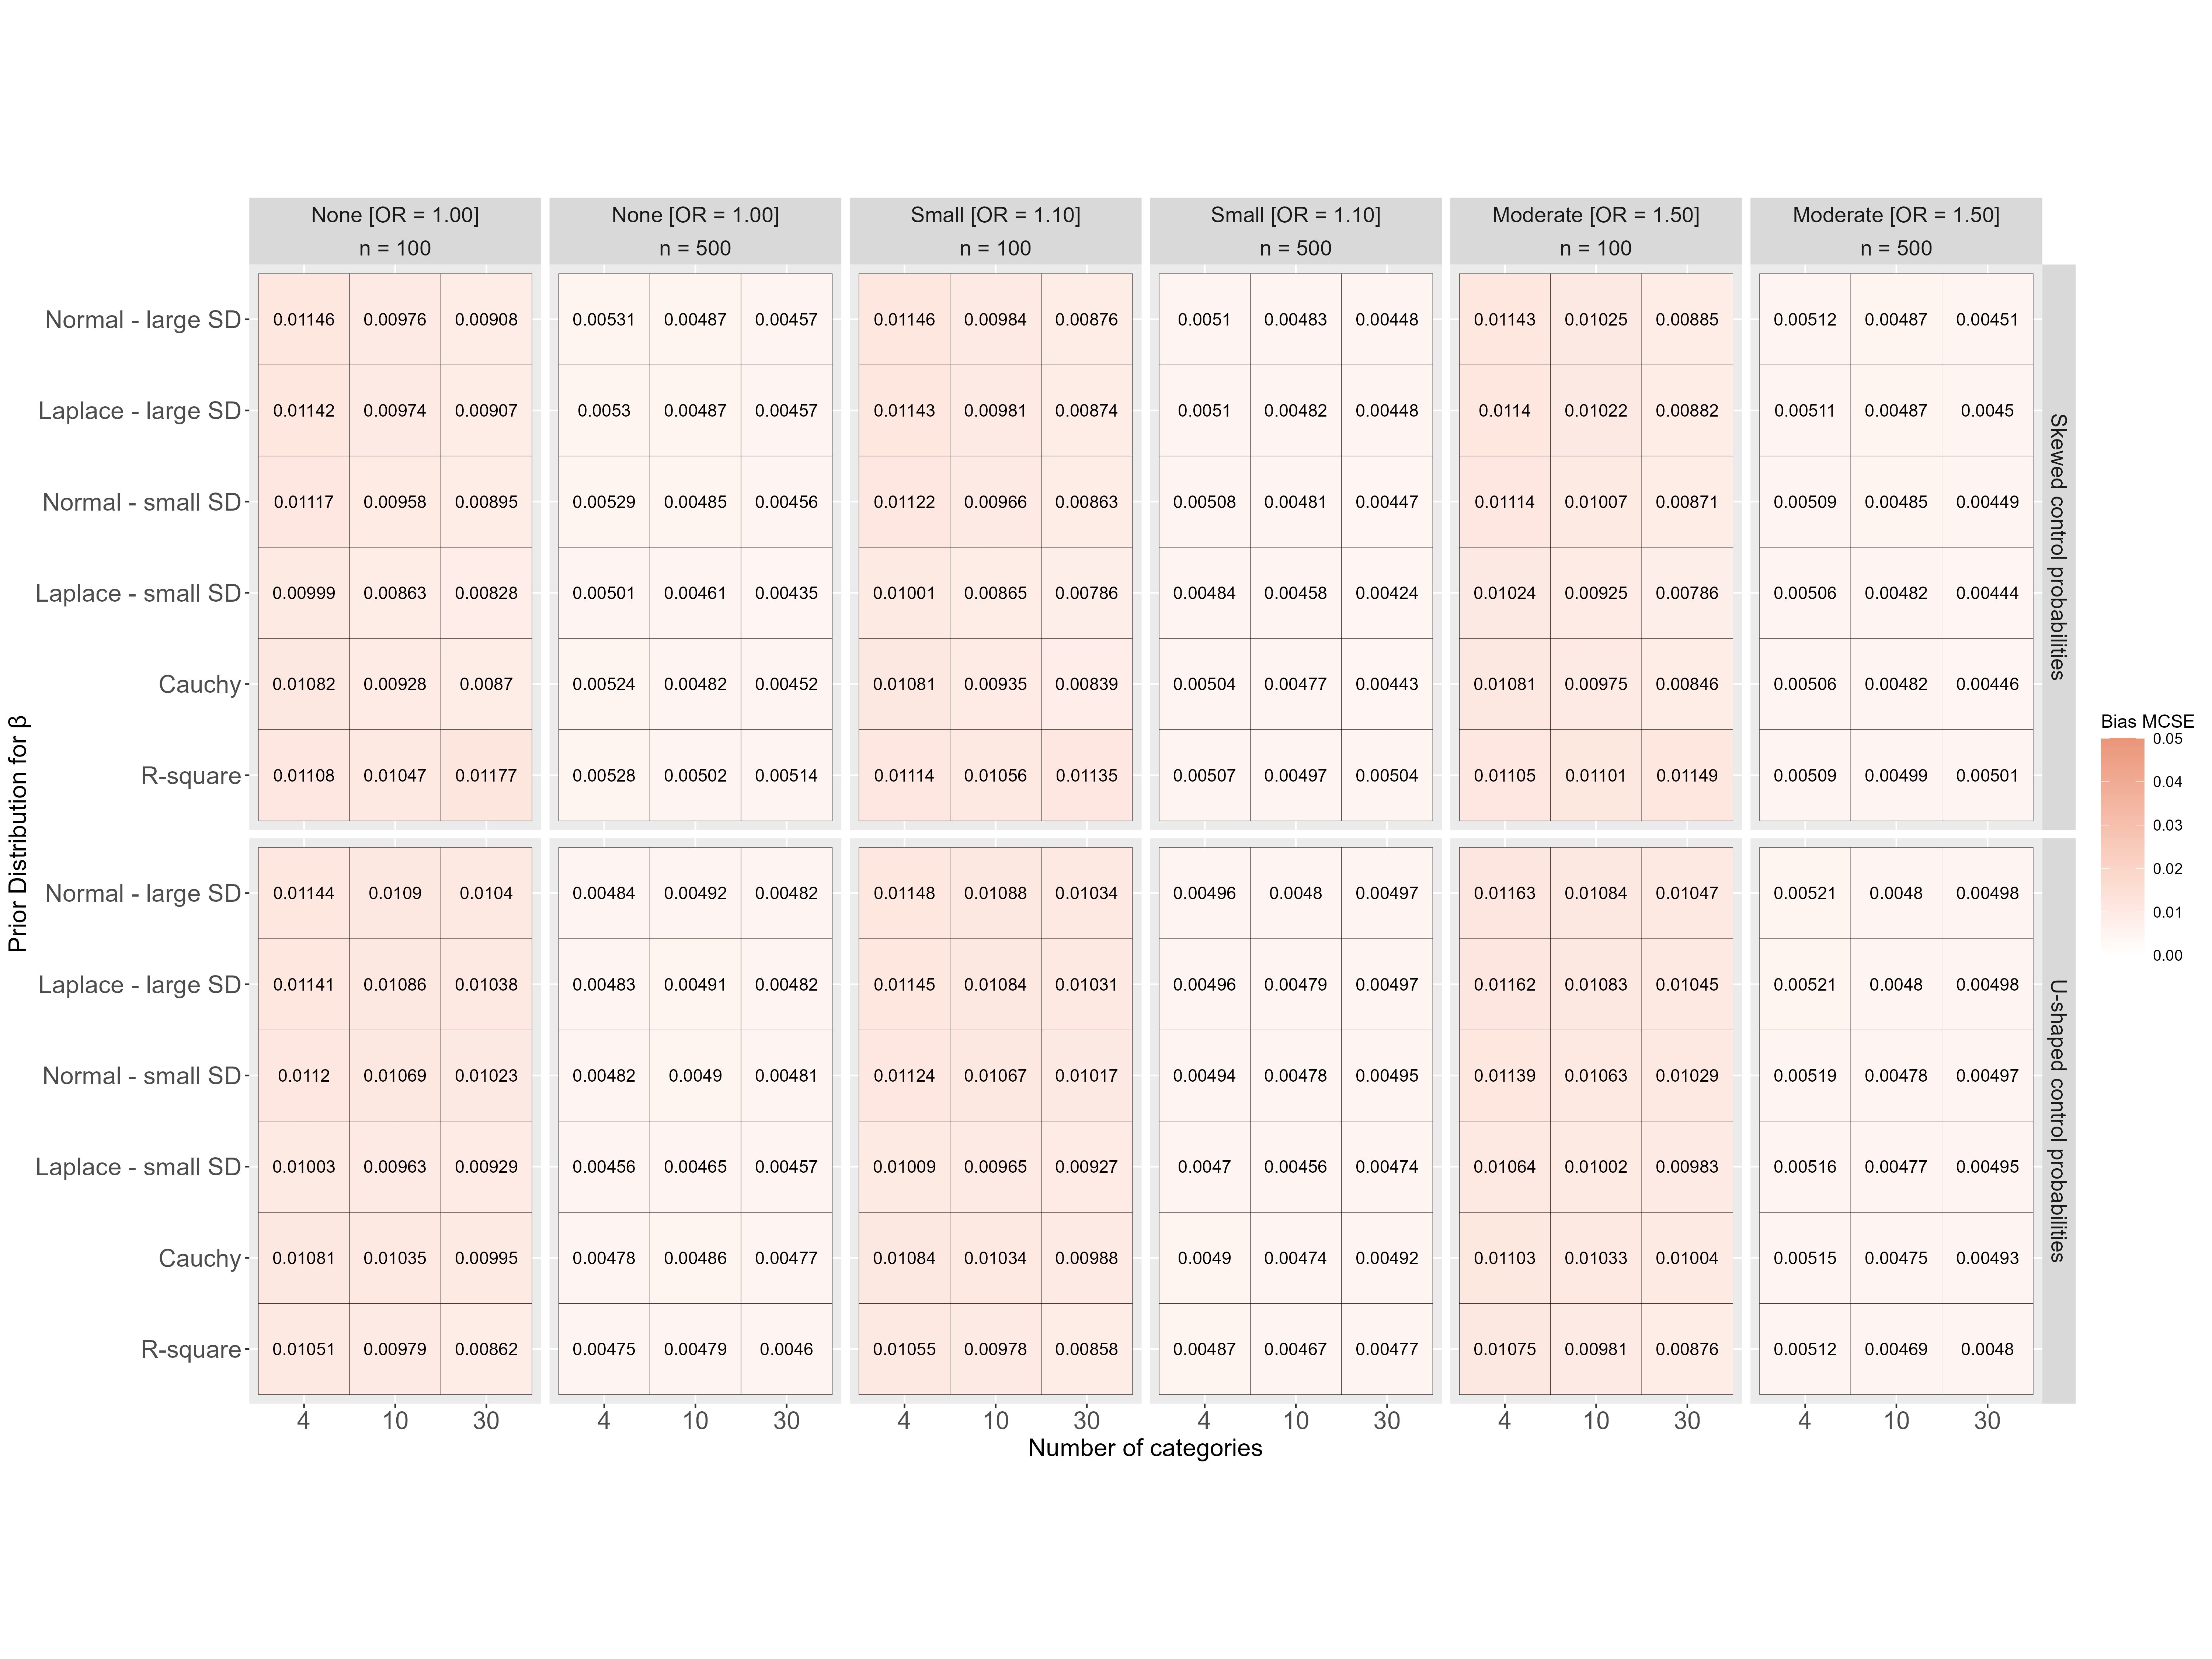 None [OR = 1.00] None [OR = 1.00] Small [OR = 1.10] Small [OR = 1.10] Moderate [OR = 1.50] Moderate [OR = 1.50]
n = 100 n = 500 n = 100 n = 500 n = 100 n = 500
Normal - large SD 0.01146 0.00976 0.00908 0.00531 0.00487 0.00457 0.01146 0.00984 0.00876 0.0051 0.00483 0.00448 0.01143 0.01025 0.00885 0.00512 0.00487 0.00451
Laplace - large SD 0.01142 0.00974 0.00907 0.0053 0.00487 0.00457 0.01143 0.00981 0.00874 0.0051 0.00482 0.00448 0.0114 0.01022 0.00882 0.00511 0.00487 0.0045
Normal - small SD 0.01117 0.00958 0.00895 0.00529 0.00485 0.00456 0.01122 0.00966 0.00863 0.00508 0.00481 0.00447 0.01114 0.01007 0.00871 0.00509 0.00485 0.00449
Laplace - small SD 0.00999 0.00863 0.00828 0.00501 0.00461 0.00435 0.01001 0.00865 0.00786 0.00484 0.00458 0.00424 0.01024 0.00925 0.00786 0.00506 0.00482 0.00444
Cauchy 0.01082 0.00928 0.0087 0.00524 0.00482 0.00452 0.01081 0.00935 0.00839 0.00504 0.00477 0.00443 0.01081 0.00975 0.00846 0.00506 0.00482 0.00446
R-square 0.01108 0.01047 0.01177 0.00528 0.00502 0.00514 0.01114 0.01056 0.01135 0.00507 0.00497 0.00504 0.01105 0.01101 0.01149 0.00509 0.00499 0.00501
Skewed control probabilities
Normal - large SD 0.01144 0.0109 0.0104 0.00484 0.00492 0.00482 0.01148 0.01088 0.01034 0.00496 0.0048 0.00497 0.01163 0.01084 0.01047 0.00521 0.0048 0.00498
Laplace - large SD 0.01141 0.01086 0.01038 0.00483 0.00491 0.00482 0.01145 0.01084 0.01031 0.00496 0.00479 0.00497 0.01162 0.01083 0.01045 0.00521 0.0048 0.00498
Normal - small SD 0.0112 0.01069 0.01023 0.00482 0.0049 0.00481 0.01124 0.01067 0.01017 0.00494 0.00478 0.00495 0.01139 0.01063 0.01029 0.00519 0.00478 0.00497
Laplace - small SD 0.01003 0.00963 0.00929 0.00456 0.00465 0.00457 0.01009 0.00965 0.00927 0.0047 0.00456 0.00474 0.01064 0.01002 0.00983 0.00516 0.00477 0.00495
Cauchy 0.01081 0.01035 0.00995 0.00478 0.00486 0.00477 0.01084 0.01034 0.00988 0.0049 0.00474 0.00492 0.01103 0.01033 0.01004 0.00515 0.00475 0.00493
R-square 0.01051 0.00979 0.00862 0.00475 0.00479 0.0046 0.01055 0.00978 0.00858 0.00487 0.00467 0.00477 0.01075 0.00981 0.00876 0.00512 0.00469 0.0048
U-shaped control probabilities
4 10 30 4 10 30 4 10 30 4 10 30 4 10 30 4 10 30
Number of categories
Prior Distribution for β
Bias MCSE
0.05
0.04
0.03
0.02
0.01
0.00